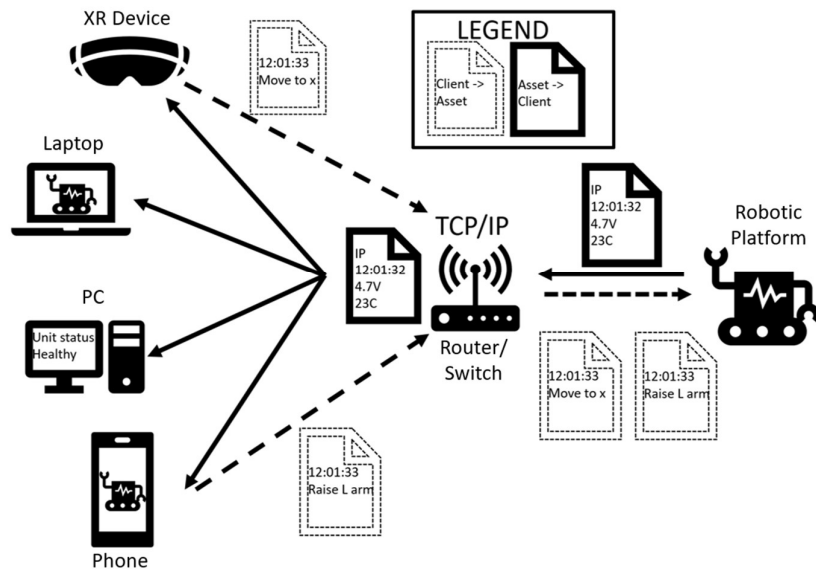 XR Device
12:01:33
Move to x
LEGEND
Client ->
Asset
Asset ->
Client
Laptop
IP
12:01:32
4.7V
23C
TCP/IP
IP
12:01:32
4.7V
23C
Robotic
Platform
PC
Unit status
Healthy
Router/
Switch
12:01:33
Move to x
12:01:33
Raise L arm
12:01:33
Raise L arm
Phone